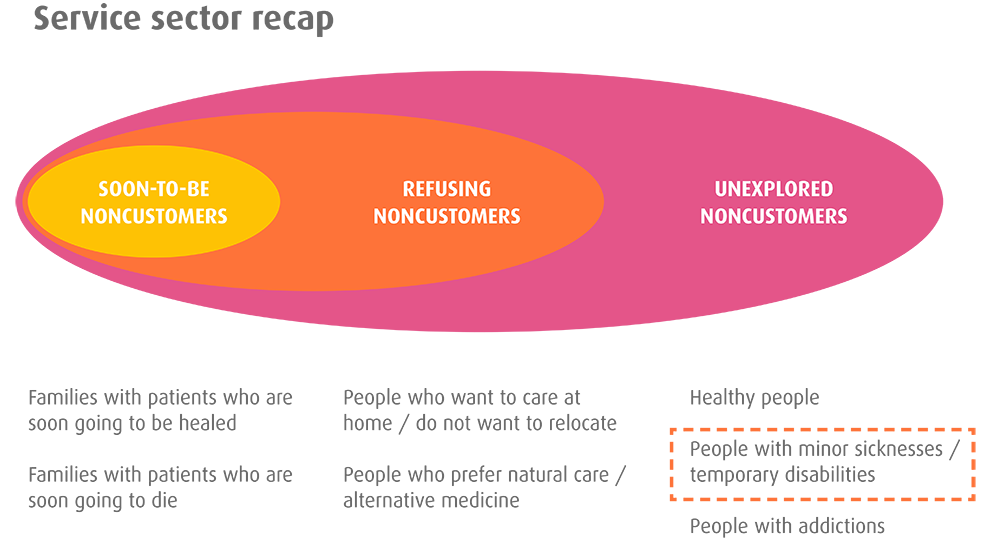 Service sector recap
SOON-TO-BE
NONCUSTOMERS
REFUSING
NONCUSTOMERS
UNEXPLORED
NONCUSTOMERS
Families with patients who are
soon going to be healed
Families with patients who are
soon going to die
People who want to care at
home / do not want to relocate
People who prefer natural care /
alternative medicine
Healthy people
People with minor sicknesses /
temporary disabilities
People with addictions